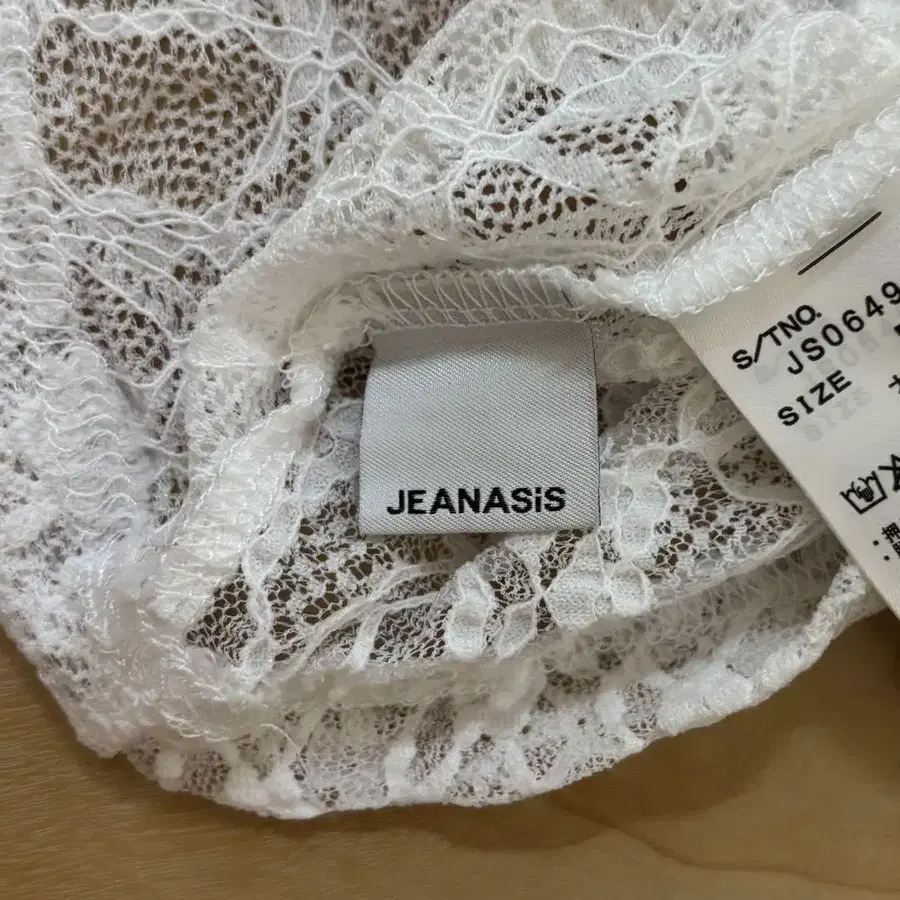 JEANASiS
S/TNO.
JS0649
SIZE